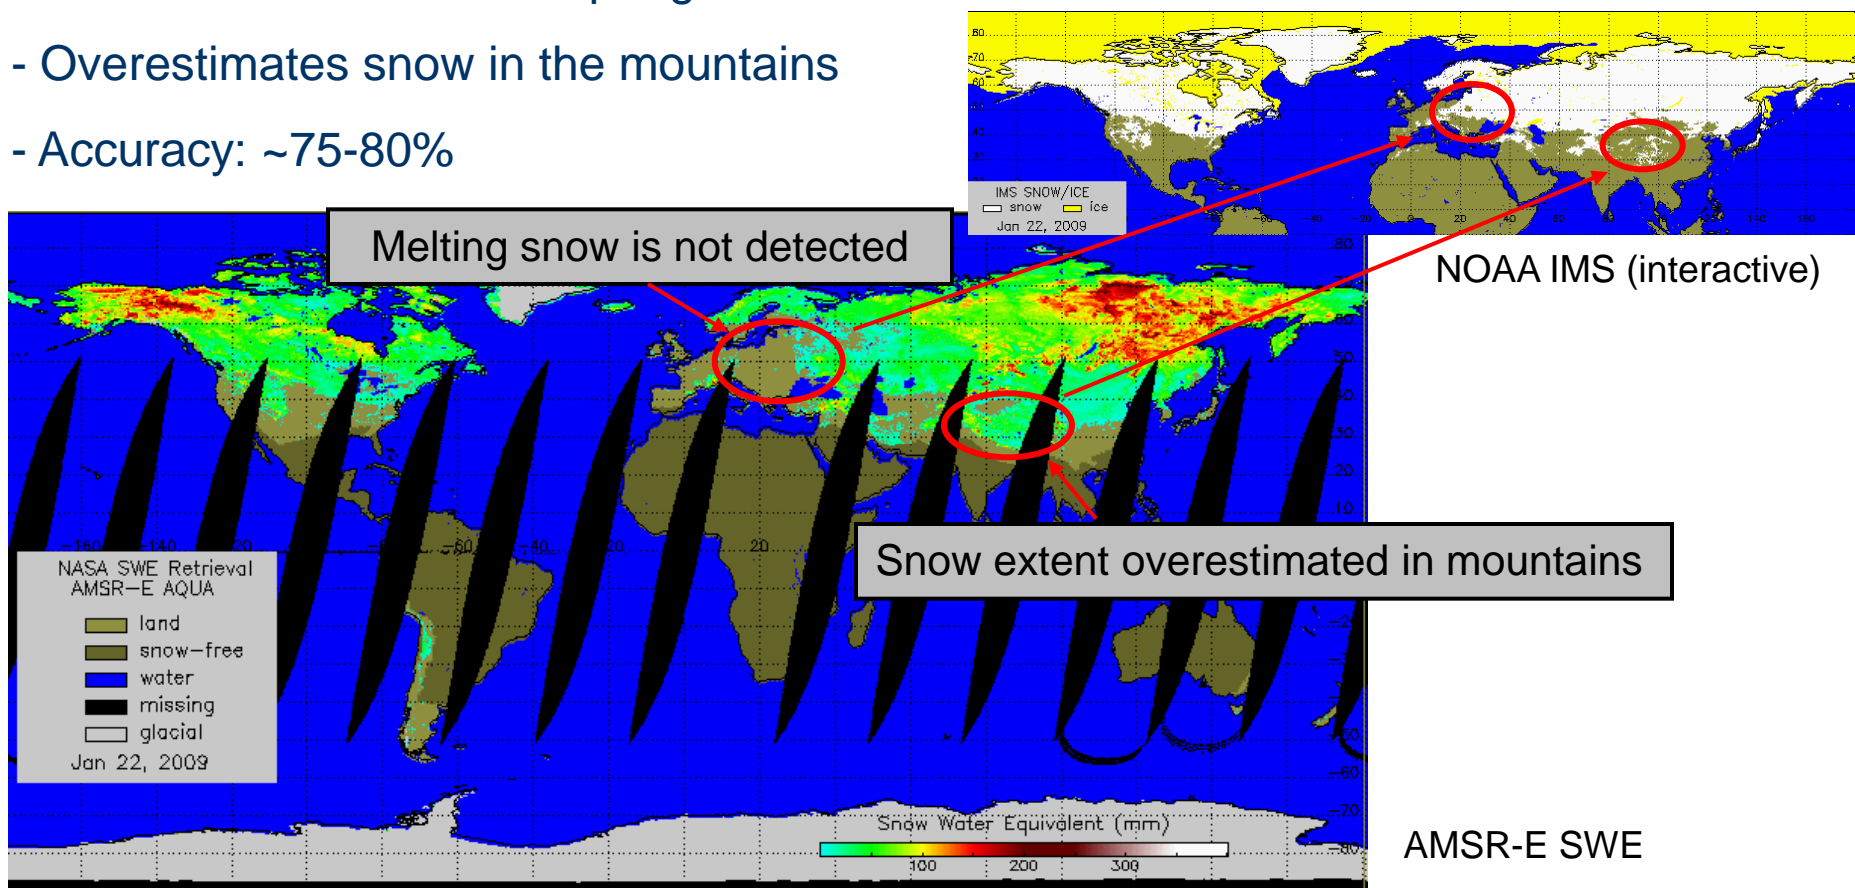 - Overestimates snow in the mountains
- Accuracy: ~75-80%
IMS SNOW/ICE
snow ice
Jan 22, 2009
NOAA IMS (interactive)
Melting snow is not detected
Snow extent overestimated in mountains
NASA SWE Retrieval
AMSR-E AQUA
land
snow-free
water
missing
glacial
Jan 22, 2009
Snow Water Equivalent (mm)
100 200 300
AMSR-E SWE